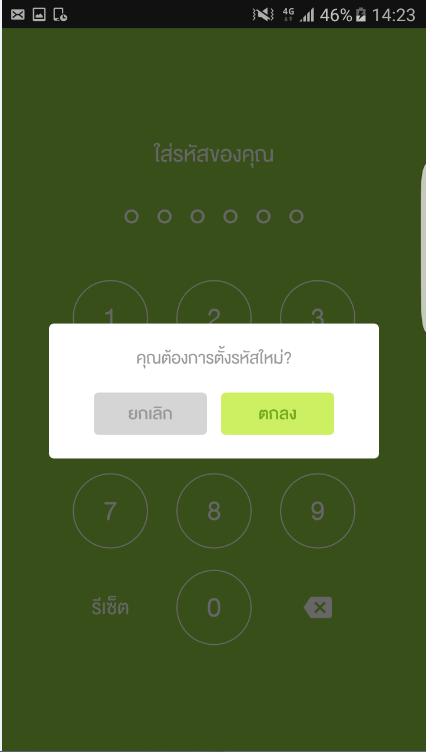 4G 46% 14:23
ใส่รหัสของคุณ
1 2 3
คุณต้องการตั้งรหัสใหม่?
ยกเลิก ตกลง
7 8 9
รีเซ็ต 0